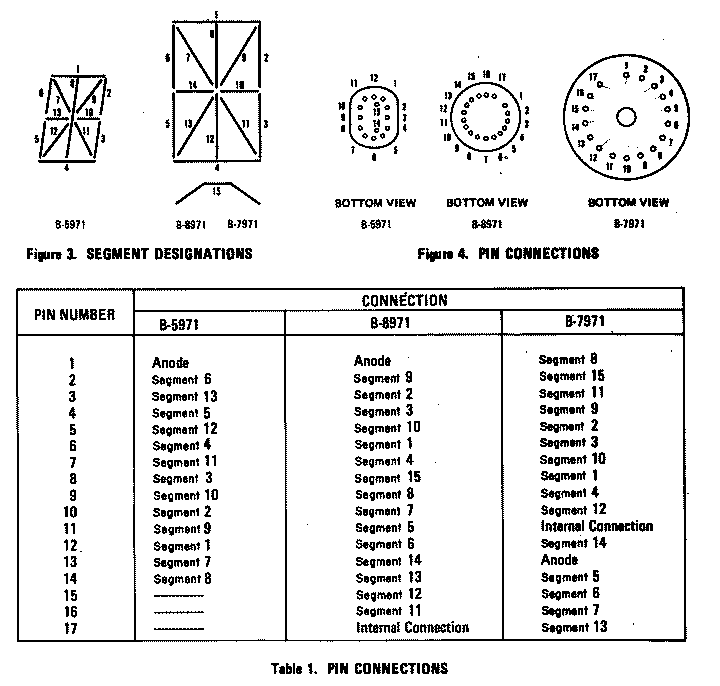 5
1
6
8
2
9
13
10
5
12
11
3
4
6
7
8
9
2
14
10
5
13
12
11
3
4
15
B-5971
B-8971 B-7971
Figure 3. SEGMENT DESIGNATIONS
11 12 1
10
9
8
2
3
4
7 6 5
13
14
BOTTOM VIEW
B-5971
15 16 17
14
13
12
11
10
9
8
7
6
5
1
2
3
4
BOTTOM VIEW
B-8971
1
2
3
4
5
6
7
8
9
10
11
12
13
14
15
16
17
BOTTOM VIEW
B-7971
Figure 4. PIN CONNECTIONS
PIN NUMBER
CONNECTION
B-5971 B-8971 B-7971
1 Anode Anode Segment 8
2 Segment 6 Segment 9 Segment 15
3 Segment 13 Segment 2 Segment 11
4 Segment 5 Segment 3 Segment 9
5 Segment 12 Segment 10 Segment 2
6 Segment 4 Segment 1 Segment 3
7 Segment 11 Segment 4 Segment 10
8 Segment 3 Segment 15 Segment 1
9 Segment 10 Segment 8 Segment 4
10 Segment 2 Segment 7 Segment 12
11 Segment 9 Segment 5 Internal Connection
12 Segment 1 Segment 6 Segment 14
13 Segment 7 Segment 14 Anode
14 Segment 8 Segment 13 Segment 5
15 ——— Segment 12 Segment 6
16 ——— Segment 11 Segment 7
17 ——— Internal Connection Segment 13
Table 1. PIN CONNECTIONS